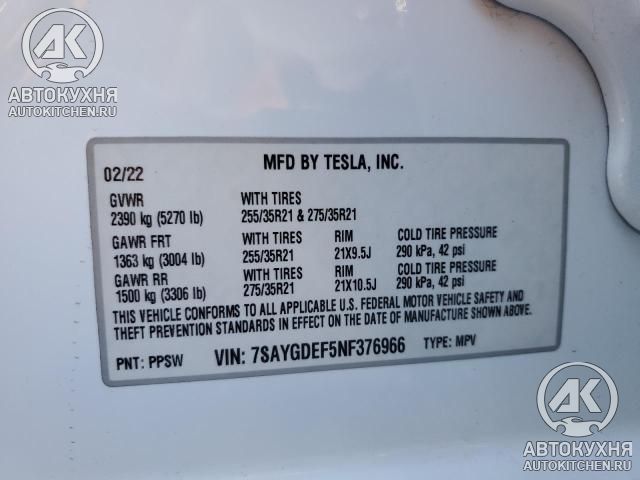 AK
АВТОКУХНЯ
AUTOKITCHEN.RU
MFD BY TESLA, INC.
02/22
GVWR WITH TIRES
2390 kg (5270 lb) 255/35R21 & 275/35R21
GAWR FRT WITH TIRES RIM COLD TIRE PRESSURE
1363 kg (3004 lb) 255/35R21 21X9.5J 290 kPa, 42 psi
GAWR RR WITH TIRES RIM COLD TIRE PRESSURE
1500 kg (3306 lb) 275/35R21 21X10.5J 290 kPa, 42 psi
THIS VEHICLE CONFORMS TO ALL APPLICABLE U.S. FEDERAL MOTOR VEHICLE SAFETY AND
THEFT PREVENTION STANDARDS IN EFFECT ON THE DATE OF MANUFACTURE SHOWN ABOVE.
PNT: PPSW VIN: 7SAYGDEF5NF376966 TYPE: MPV
AK
АВТОКУХНЯ
AUTOKITCHEN.RU